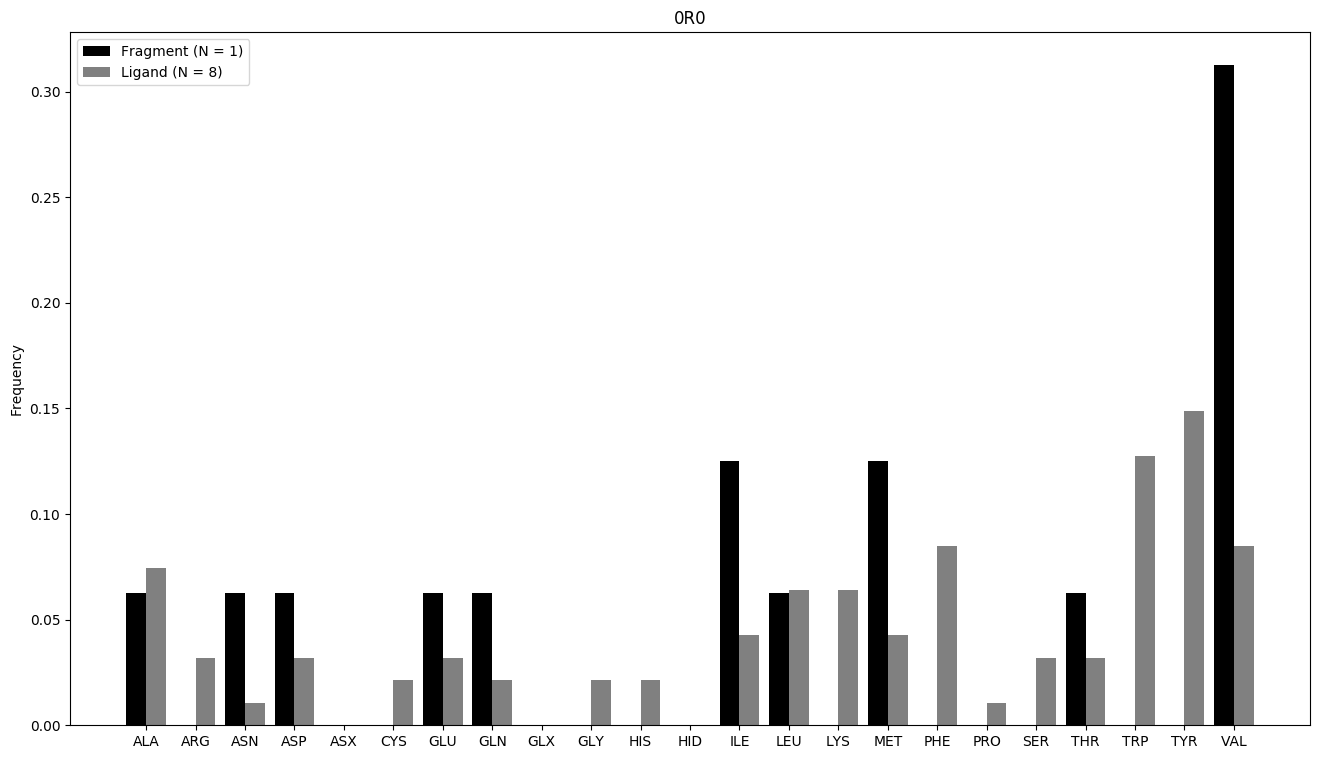 0R0
Fragment (N = 1)
Ligand (N = 8)
Frequency
0.30
0.25
0.20
0.15
0.10
0.05
0.00
ALA ARG ASN ASP ASX CYS GLU GLN GLX GLY HIS HID ILE LEU LYS MET PHE PRO SER THR TRP TYR VAL